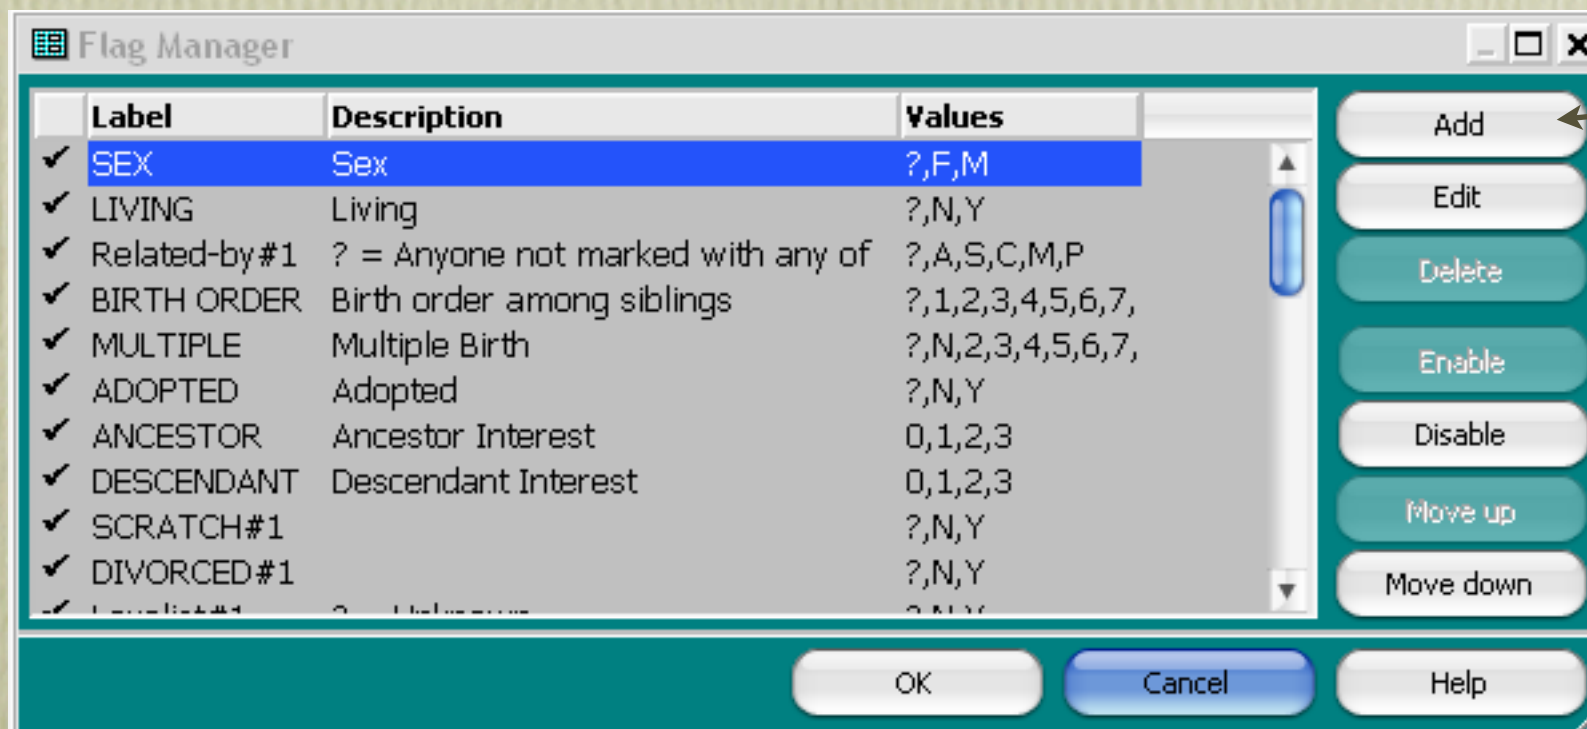 Flag Manager
Label Description Values
SEX Sex ?,F,M
LIVING Living ?,N,Y
Related-by#1 ? = Anyone not marked with any of ?,A,S,C,M,P
BIRTH ORDER Birth order among siblings ?,1,2,3,4,5,6,7,
MULTIPLE Multiple Birth ?,N,2,3,4,5,6,7,
ADOPTED Adopted ?,N,Y
ANCESTOR Ancestor Interest 0,1,2,3
DESCENDANT Descendant Interest 0,1,2,3
SCRATCH#1 ?,N,Y
DIVORCED#1 ?,N,Y
Add
Edit
Delete
Enable
Disable
Move up
Move down
OK Cancel Help